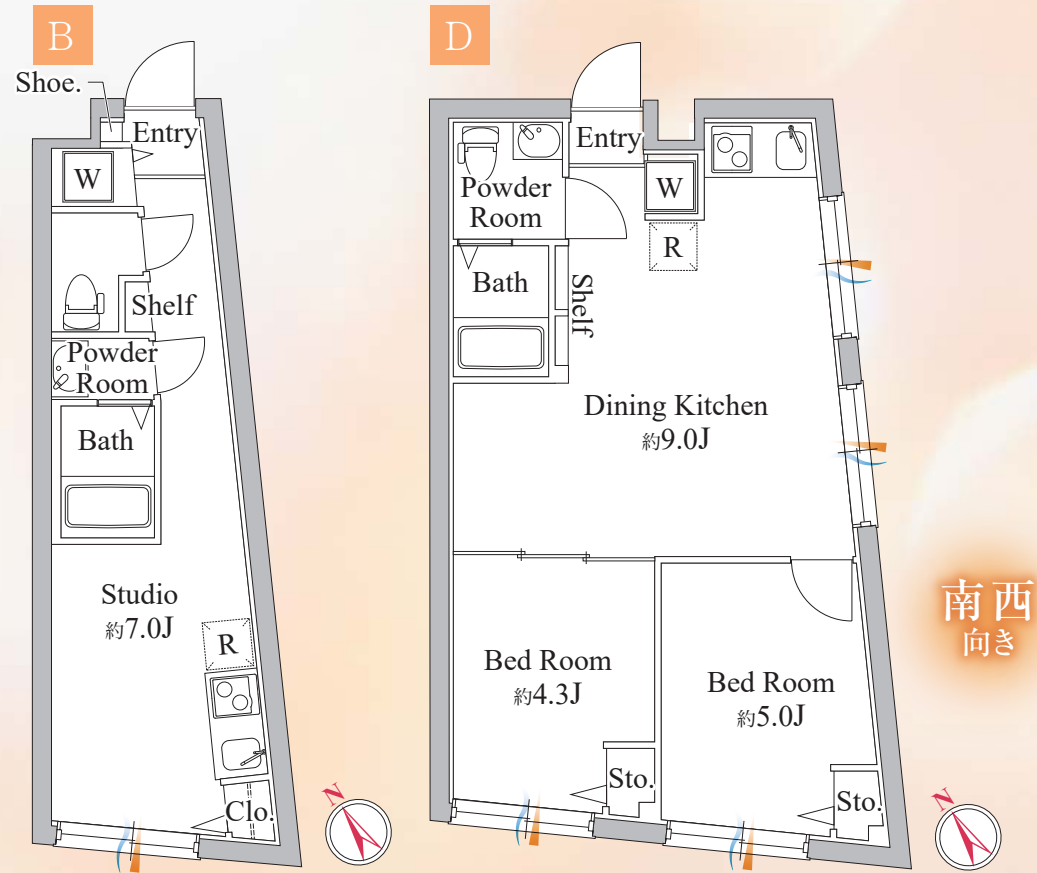 B
Shoe.
Entry
W
Shelf
Powder
Room
Bath
Studio
約7.0J
R
Clo.
N
D
Entry
Powder
Room
W
R
Bath
Shelf
Dining Kitchen
約9.0J
Bed Room
約4.3J
Bed Room
約5.0J
Sto.
Sto.
N
南西
向き